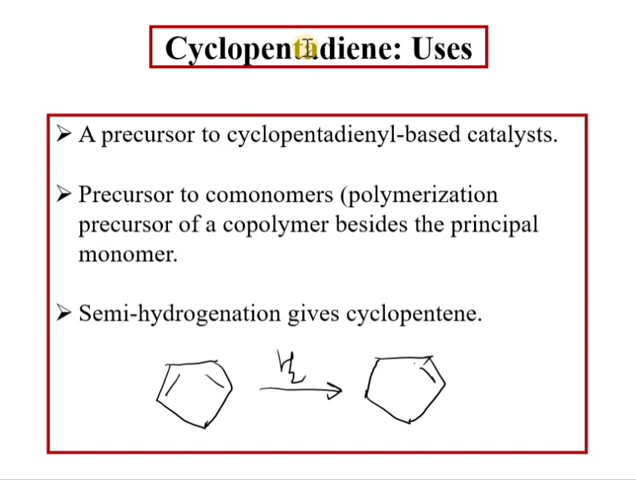 Cyclopentadiene: Uses
➢ A precursor to cyclopentadienyl-based catalysts.
➢ Precursor to comonomers (polymerization
precursor of a copolymer besides the principal
monomer.
➢ Semi-hydrogenation gives cyclopentene.
H2